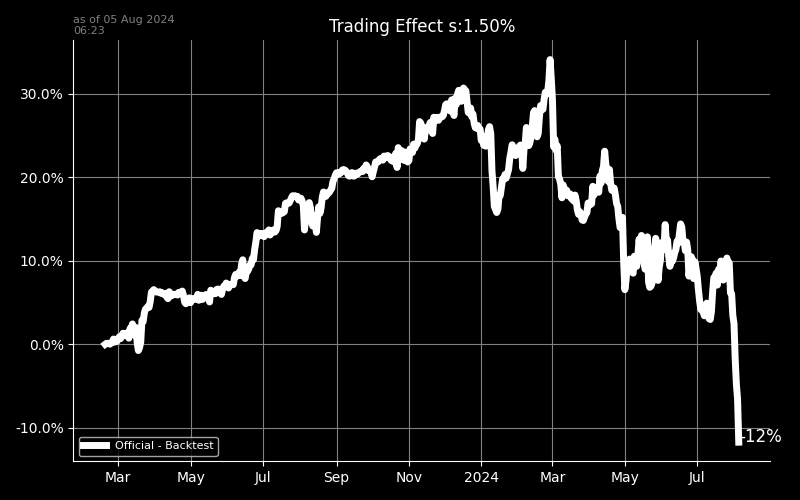 as of 05 Aug 2024
06:23
Trading Effect s:1.50%
30.0%
20.0%
10.0%
0.0%
-10.0%
-12%
Official - Backtest
Mar May Jul Sep Nov 2024 Mar May Jul